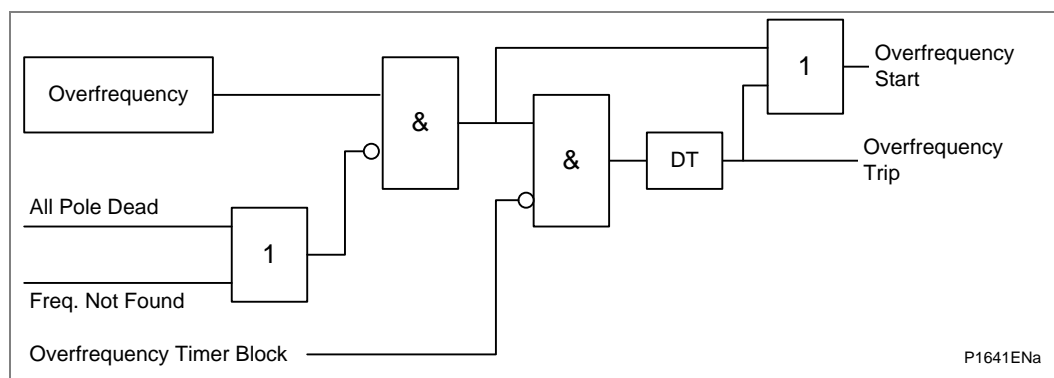 Overfrequency
&
1
Overfrequency
Start
&
DT
Overfrequency
Trip
All Pole Dead
1
Freq. Not Found
Overfrequency Timer Block
P1641ENa